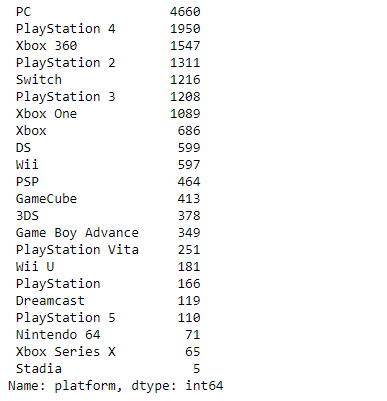 PC 4660
PlayStation 4 1950
Xbox 360 1547
PlayStation 2 1311
Switch 1216
PlayStation 3 1208
Xbox One 1089
Xbox 686
DS 599
Wii 597
PSP 464
GameCube 413
3DS 378
Game Boy Advance 349
PlayStation Vita 251
Wii U 181
PlayStation 166
Dreamcast 119
PlayStation 5 110
Nintendo 64 71
Xbox Series X 65
Stadia 5
Name: platform, dtype: int64